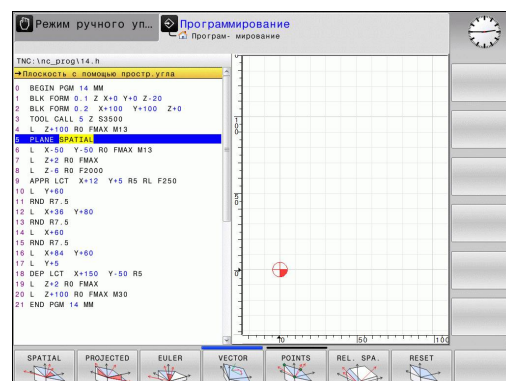 Режим ручного уп…
Программирование
Програм- мирование
TNC:\nc_prog\14.h
→Плоскость с помощью простр.угла
0 BEGIN PGM 14 MM
1 BLK FORM 0.1 Z X+0 Y+0 Z-20
2 BLK FORM 0.2 X+100 Y+100 Z+0
3 TOOL CALL 5 Z S3500
4 L Z+100 R0 FMAX M13
5 PLANE SPATIAL
6 L X-50 Y-50 R0 FMAX M13
7 L Z+2 R0 FMAX
8 L Z-6 R0 F2000
9 APPR LCT X+12 Y+5 R5 RL F250
10 L Y+60
11 RND R7.5
12 L X+36 Y+80
13 RND R7.5
14 L X+60
15 RND R7.5
16 L X+84 Y+60
17 L Y+5
18 DEP LCT X+150 Y-50 R5
19 L Z+2 R0 FMAX
20 L Z+100 R0 FMAX M30
21 END PGM 14 MM
100
50
0
0
50
100
SPATIAL PROJECTED EULER VECTOR POINTS REL. SPA. RESET